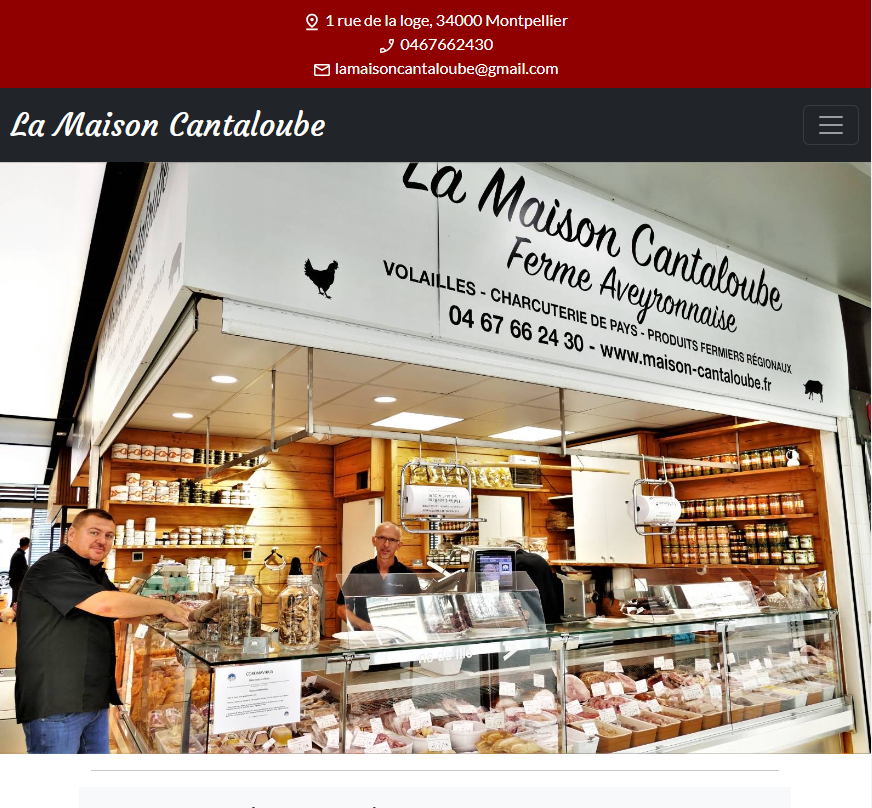 1 rue de la loge, 34000 Montpellier
0467662430
lamaisoncantaloube@gmail.com
La Maison Cantaloube
La Maison Cantaloube
Ferme Aveyronnaise
VOLAILLES - CHARCUTERIE DE PAYS - PRODUITS FERMIERS RÉGIONAUX
04 67 66 24 30 - www.maison-cantaloube.fr
CORONAVIRUS